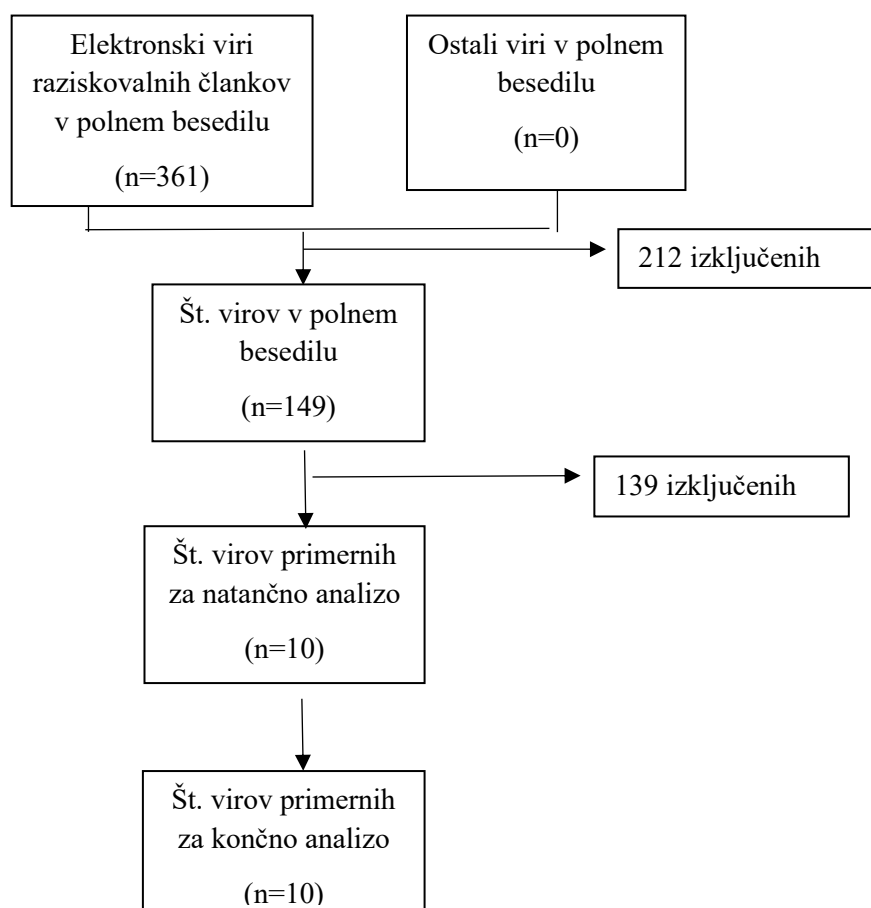 Elektronski viri
raziskovalnih člankov
v polnem besedilu
(n=361)
Ostali viri v polnem
besedilu
(n=0)
212 izključenih
Št. virov v polnem
besedilu
(n=149)
139 izključenih
Št. virov primernih
za natančno analizo
(n=10)
Št. virov primernih
za končno analizo
(n=10)